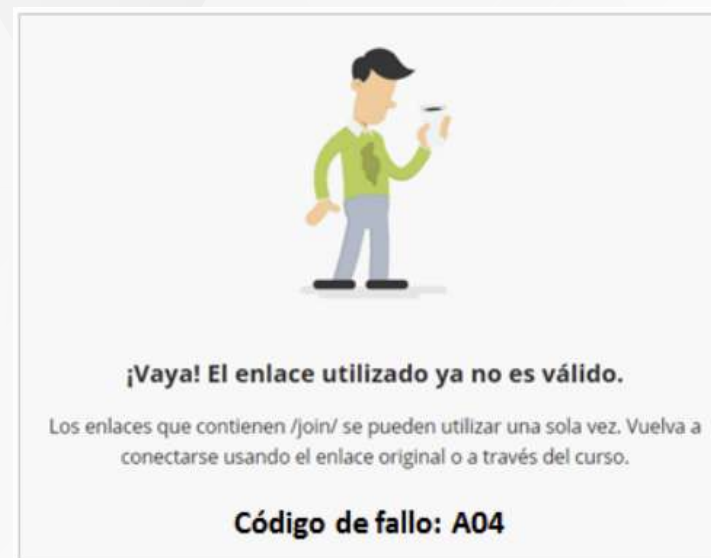 ¡Vaya! El enlace utilizado ya no es válido.
Los enlaces que contienen /join/ se pueden utilizar una sola vez. Vuelva a
conectarse usando el enlace original o a través del curso.
Código de fallo: A04